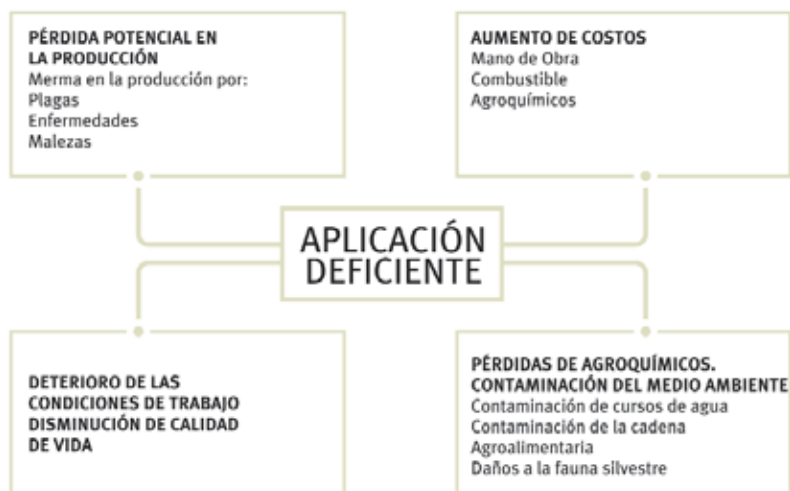 PÉRDIDA POTENCIAL EN
LA PRODUCCIÓN
Merma en la producción por:
Plagas
Enfermedades
Malezas
AUMENTO DE COSTOS
Mano de Obra
Combustible
Agroquímicos
APLICACIÓN
DEFICIENTE
DETERIORO DE LAS
CONDICIONES DE TRABAJO
DISMINUCIÓN DE CALIDAD
DE VIDA
PÉRDIDAS DE AGROQUÍMICOS.
CONTAMINACIÓN DEL MEDIO AMBIENTE
Contaminación de cursos de agua
Contaminación de la cadena
Agroalimentaria
Daños a la fauna silvestre